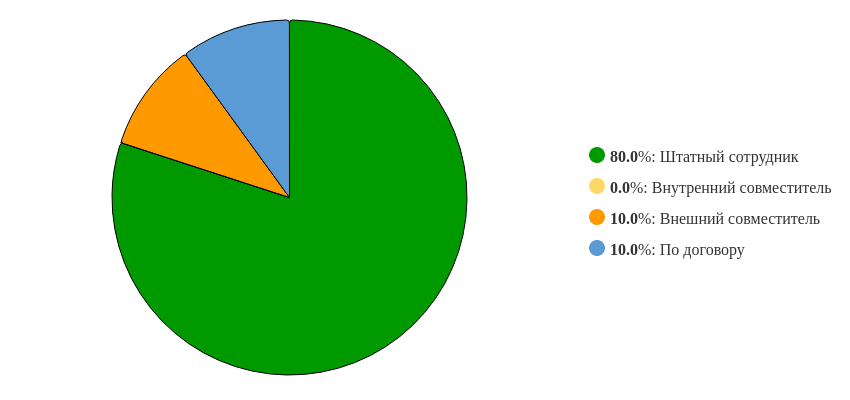 80.0%: Штатный сотрудник
0.0%: Внутренний совместитель
10.0%: Внешний совместитель
10.0%: По договору